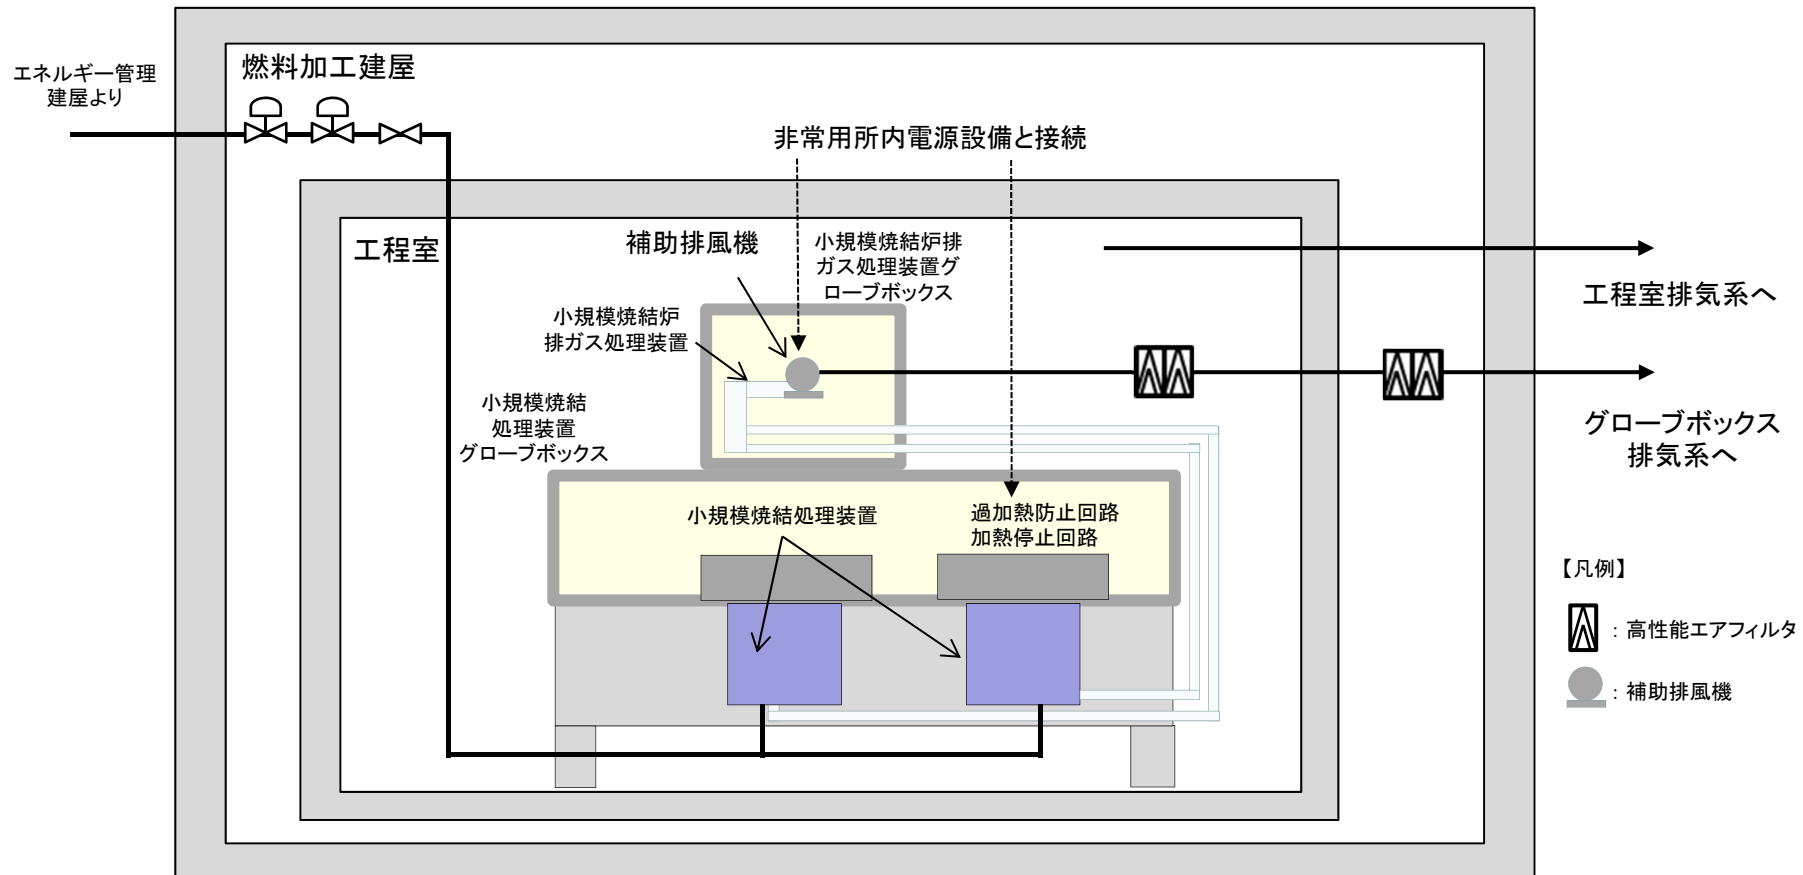 エネルギー管理
建屋より
燃料加工建屋
非常用所内電源設備と接続
工程室
補助排風機
小規模焼結炉排
ガス処理装置グ
ローブボックス
小規模焼結炉
排ガス処理装置
工程室排気系へ
小規模焼結
処理装置
グローブボックス
グローブボックス
排気系へ
小規模焼結処理装置
過加熱防止回路
加熱停止回路
【凡例】
：高性能エアフィルタ
：補助排風機